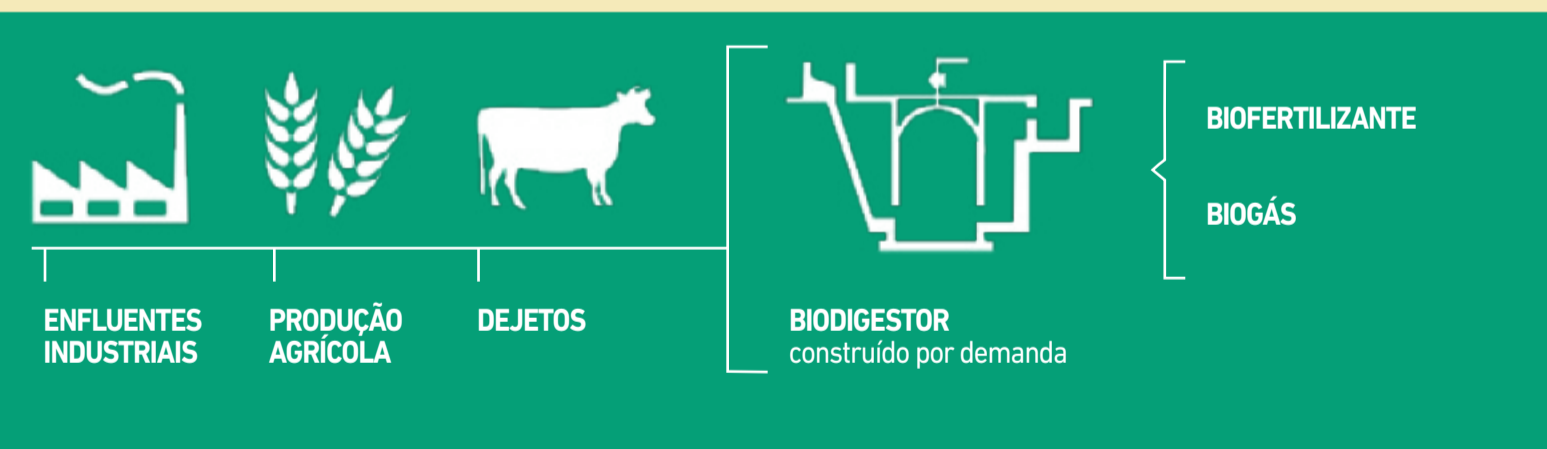 ENFLUENTES
INDUSTRIAIS
PRODUÇÃO
AGRÍCOLA
DEJETOS
BIODIGESTOR
construído por demanda
BIOFERTILIZANTE
BIOGÁS